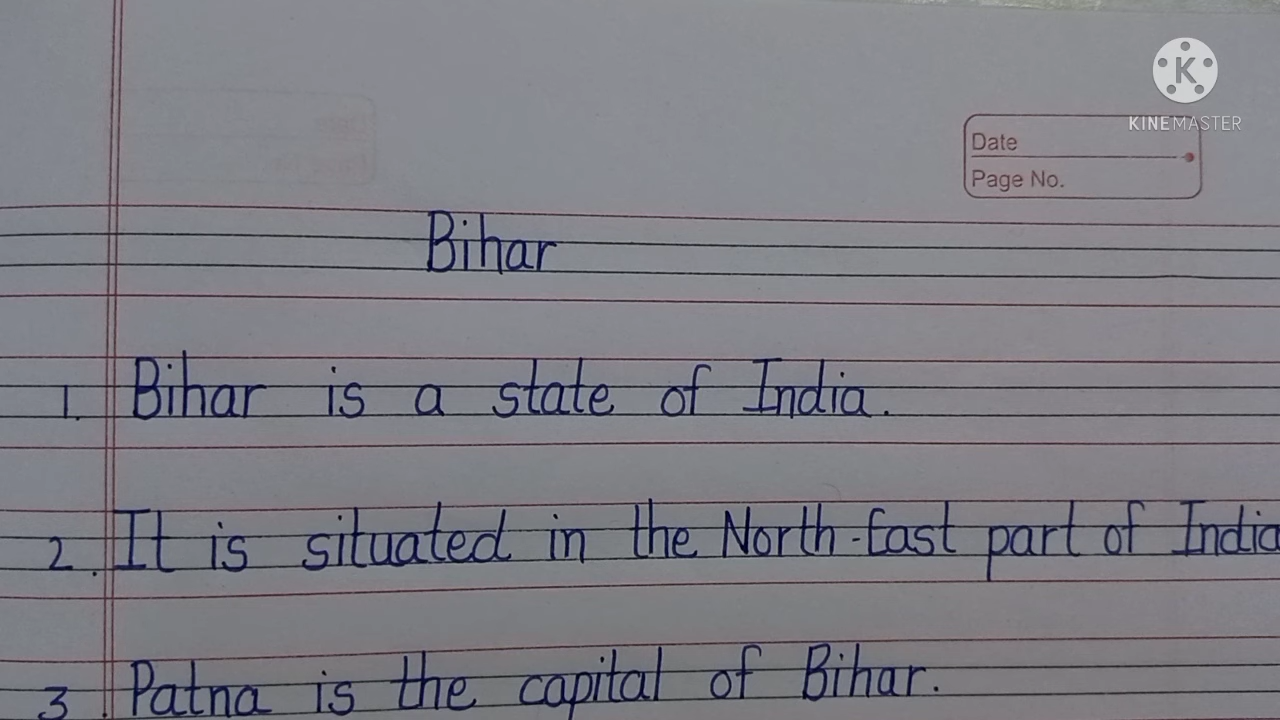 K
KINEMASTER
Date
Page No.
Bihar
1. Bihar is a state of India.
2. It is situated in the North-East part of India
3. Patna is the capital of Bihar.